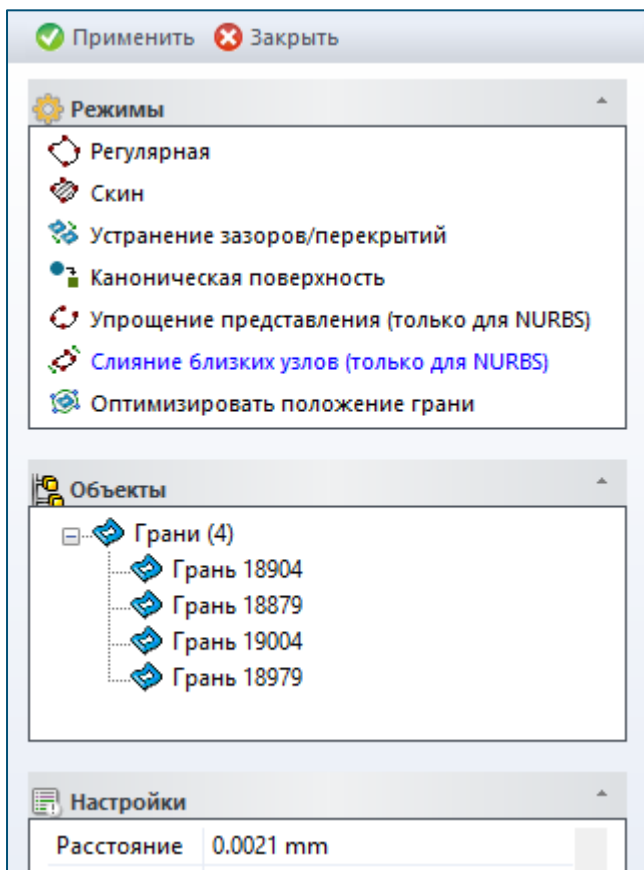 Применить Закрыть
Режимы
Регулярная
Скин
Устранение зазоров/перекрытий
Каноническая поверхность
Упрощение представления (только для NURBS)
Слияние близких узлов (только для NURBS)
Оптимизировать положение грани
Объекты
Грани (4)
Грань 18904
Грань 18879
Грань 19004
Грань 18979
Настройки
Расстояние 0.0021 mm